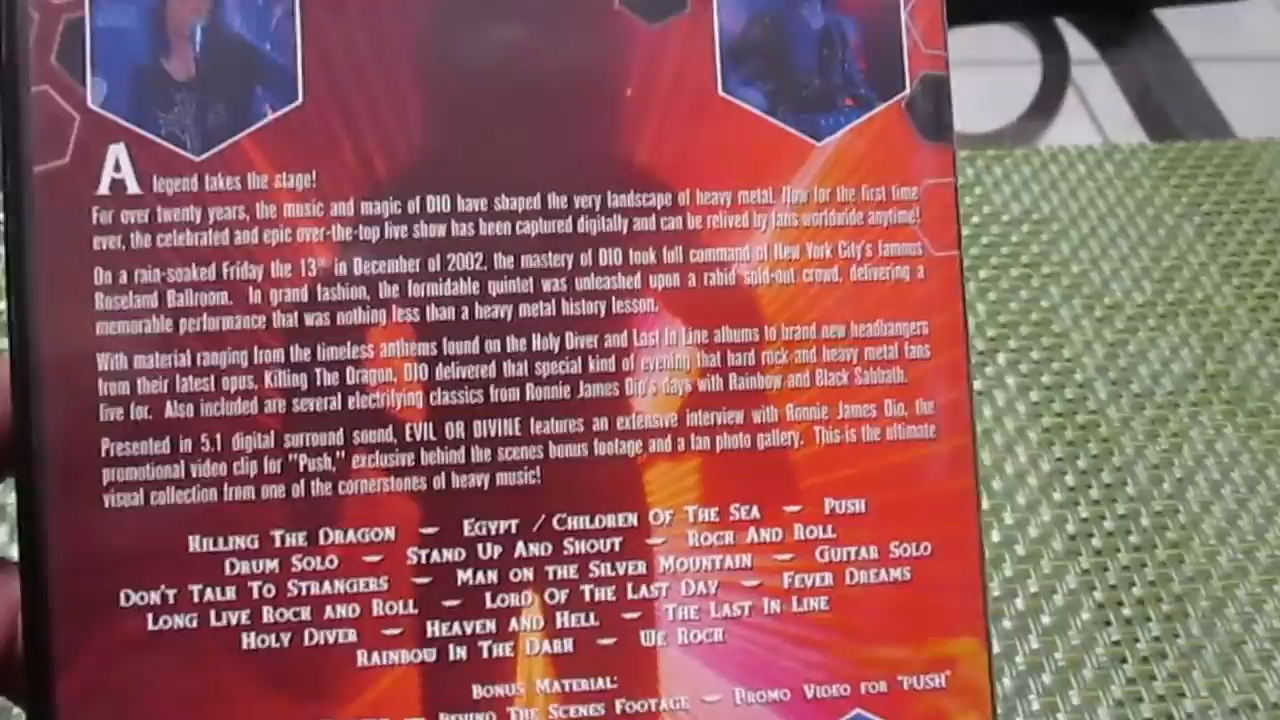 A legend takes the stage!
For over twenty years, the music and magic of DIO have shaped the very landscape of heavy metal. Now for the first time
ever, the celebrated and epic over-the-top live show has been captured digitally and can be relived by fans worldwide anytime!
On a rain-soaked Friday the 13th in December of 2002, the mastery of DIO took full command of New York City's famous
Roseland Ballroom. In grand fashion, the formidable quintet was unleashed upon a rabid sold-out crowd, delivering a
memorable performance that was nothing less than a heavy metal history lesson.
With material ranging from the timeless anthems found on the Holy Diver and Last In Line albums to brand new headbangers
from their latest opus, Killing The Dragon, DIO delivered that special kind of evening that hard rock and heavy metal fans
live for. Also included are several electrifying classics from Ronnie James Dio's days with Rainbow and Black Sabbath.
Presented in 5.1 digital surround sound, EVIL OR DIVINE features an extensive interview with Ronnie James Dio, the
promotional video clip for "Push," exclusive behind the scenes bonus footage and a fan photo gallery. This is the ultimate
visual collection from one of the cornerstones of heavy music!
KILLING THE DRAGON – EGYPT / CHILDREN OF THE SEA – PUSH
DRUM SOLO – STAND UP AND SHOUT – ROCK AND ROLL
DON'T TALK TO STRANGERS – MAN ON THE SILVER MOUNTAIN – GUITAR SOLO
LONG LIVE ROCK AND ROLL – LORD OF THE LAST DAY – FEVER DREAMS
HOLY DIVER – HEAVEN AND HELL – THE LAST IN LINE
RAINBOW IN THE DARK – WE ROCK
BONUS MATERIAL:
BEHIND THE SCENES FOOTAGE – PROMO VIDEO FOR "PUSH"